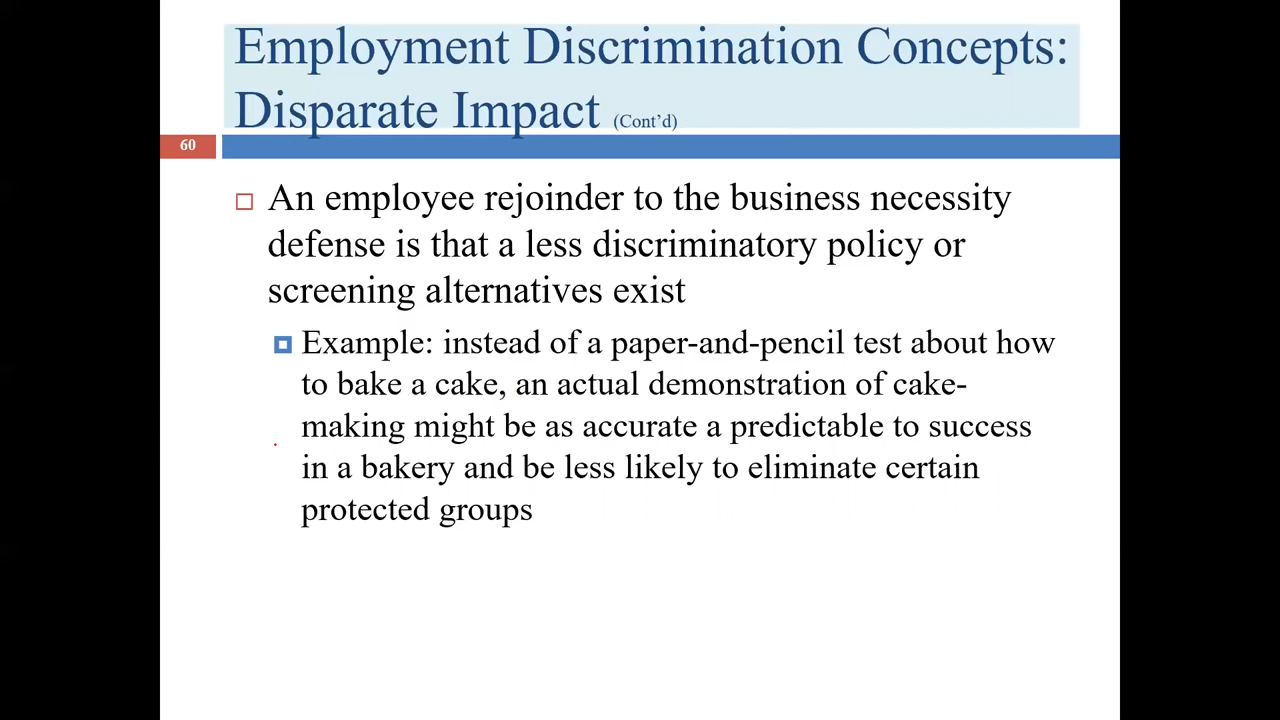 Employment Discrimination Concepts:
Disparate Impact (Cont’d)
60
An employee rejoinder to the business necessity
defense is that a less discriminatory policy or
screening alternatives exist
Example: instead of a paper-and-pencil test about how
to bake a cake, an actual demonstration of cake-
making might be as accurate a predictable to success
in a bakery and be less likely to eliminate certain
protected groups